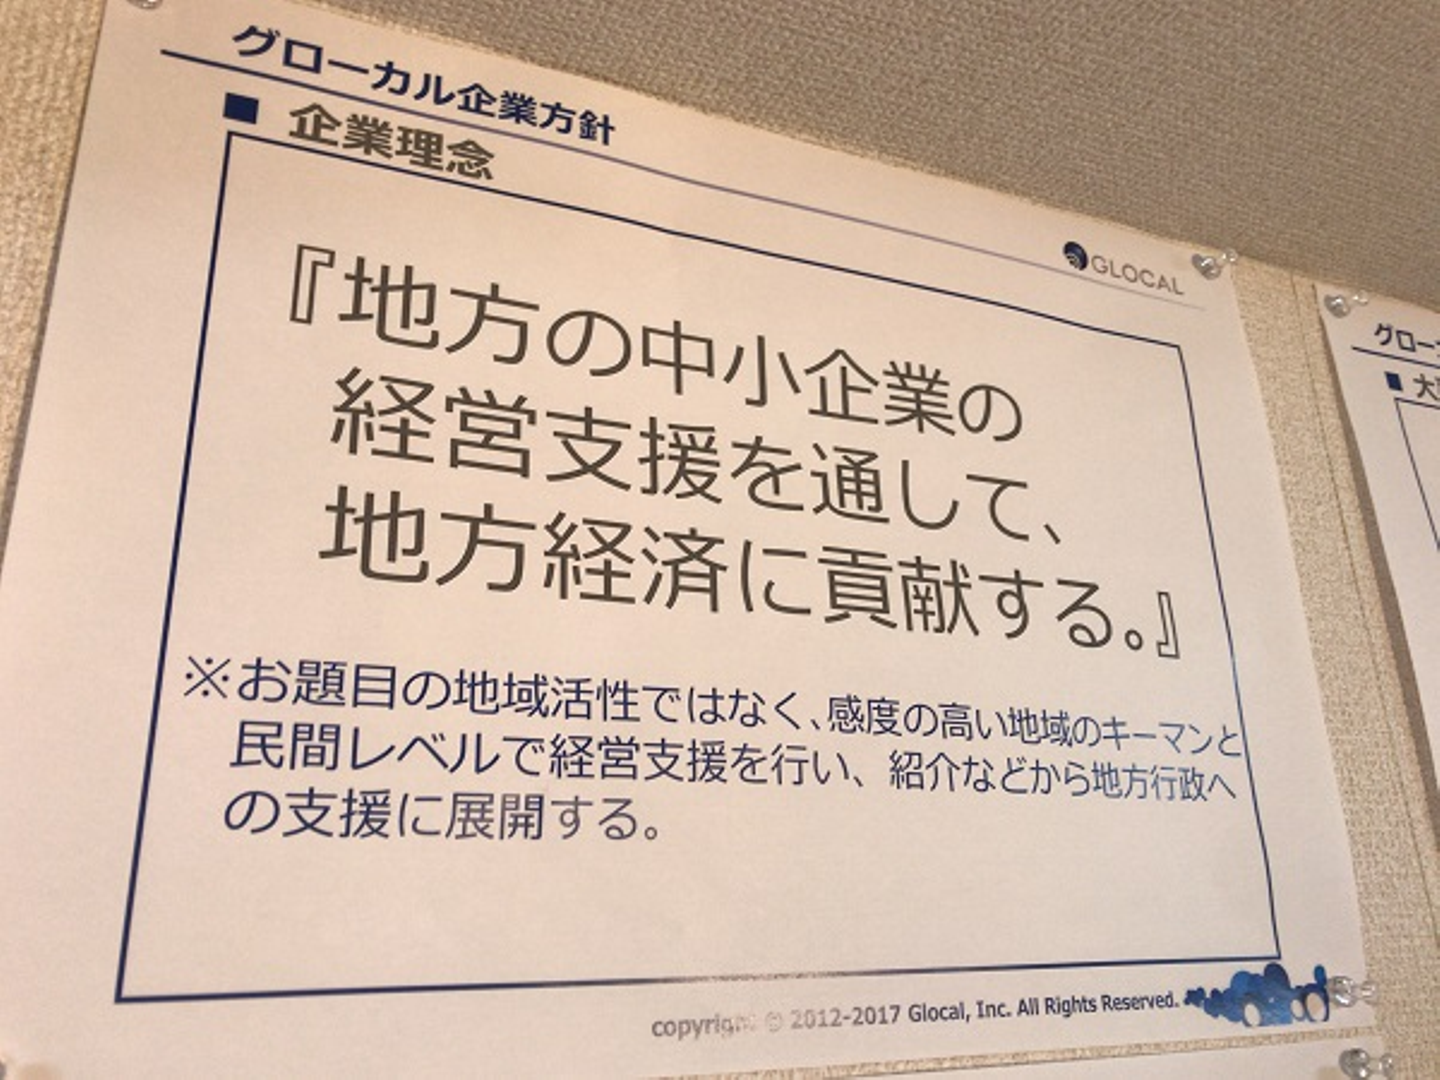 グローカル企業方針
■ 企業理念
GLOCAL
『地方の中小企業の
経営支援を通して、
地方経済に貢献する。』
※お題目の地域活性ではなく、感度の高い地域のキーマンと
民間レベルで経営支援を行い、紹介などから地方行政へ
の支援に展開する。
copyright © 2012-2017 Glocal, Inc. All Rights Reserved.
グロー
■ 大